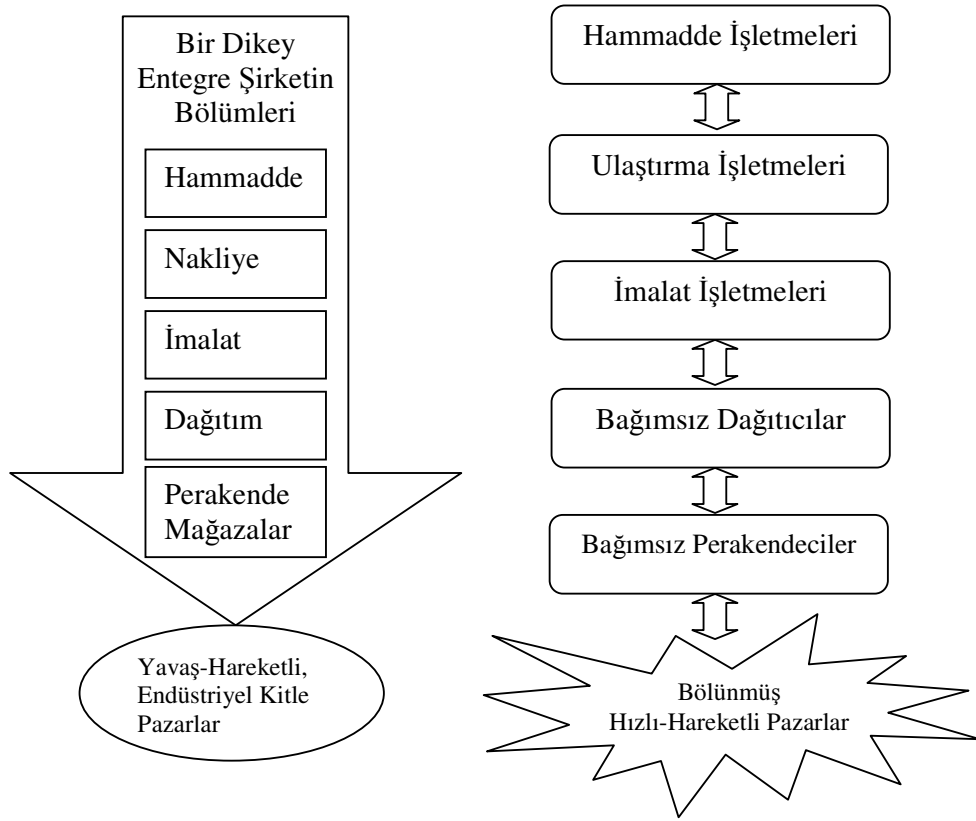 Bir Dikey
Entegre Şirketin
Bölümleri
Hammadde
Nakliye
İmalat
Dağıtım
Perakende
Mağazalar
Yavaş-Hareketli,
Endüstriyel Kitle
Pazarlar
Hammadde İşletmeleri
Ulaştırma İşletmeleri
İmalat İşletmeleri
Bağımsız Dağıtıcılar
Bağımsız Perakendeciler
Bölünmüş
Hızlı-Hareketli Pazarlar